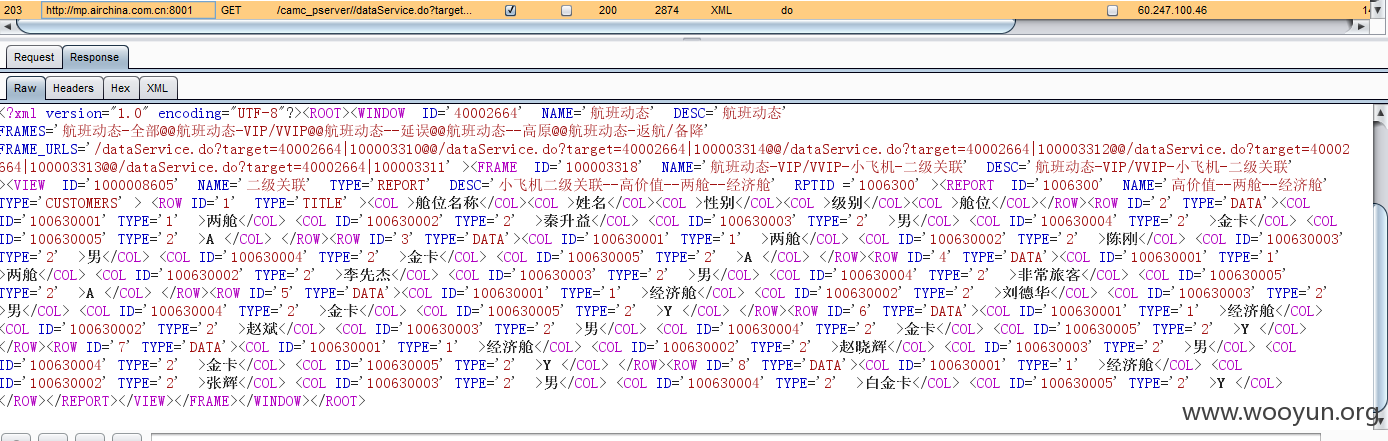 203 http://mp.airchina.com.cn:8001 GET /camc_pserver//dataService.do?target... 200 2874 XML do 60.247.100.46
Request Response
Raw Headers Hex XML
<?xml version="1.0" encoding="UTF-8"?><ROOT><WINDOW ID='40002664' NAME='航班动态' DESC='航班动态'
FRAMES='航班动态-全部@@航班动态-VIP/VVIP@@航班动态--延误@@航班动态--高原@@航班动态-返航/备降'
FRAME_URLS='/dataService.do?target=40002664|100003310@@/dataService.do?target=40002664|100003314@@/dataService.do?target=40002664|100003312@@/dataService.do?target=40002
664|100003313@@/dataService.do?target=40002664|100003311' ><FRAME ID='100003318' NAME='航班动态-VIP/VVIP-小飞机-二级关联' DESC='航班动态-VIP/VVIP-小飞机-二级关联'
><VIEW ID='1000008605' NAME='二级关联' TYPE='REPORT' DESC='小飞机二级关联--高价值--两舱--经济舱' RPTID ='1006300' ><REPORT ID='1006300' NAME='高价值--两舱--经济舱'
TYPE='CUSTOMERS' > <ROW ID='1' TYPE='TITLE' ><COL >舱位名称</COL><COL >姓名</COL><COL >性别</COL><COL >级别</COL><COL >舱位</COL></ROW><ROW ID='2' TYPE='DATA'><COL
ID='100630001' TYPE='1' >两舱</COL> <COL ID='100630002' TYPE='2' >秦升益</COL> <COL ID='100630003' TYPE='2' >男</COL> <COL ID='100630004' TYPE='2' >金卡</COL> <COL
ID='100630005' TYPE='2' >A </COL> </ROW><ROW ID='3' TYPE='DATA'><COL ID='100630001' TYPE='1' >两舱</COL> <COL ID='100630002' TYPE='2' >陈刚</COL> <COL ID='100630003'
TYPE='2' >男</COL> <COL ID='100630004' TYPE='2' >金卡</COL> <COL ID='100630005' TYPE='2' >A </COL> </ROW><ROW ID='4' TYPE='DATA'><COL ID='100630001' TYPE='1'
>两舱</COL> <COL ID='100630002' TYPE='2' >李先杰</COL> <COL ID='100630003' TYPE='2' >男</COL> <COL ID='100630004' TYPE='2' >非常旅客</COL> <COL ID='100630005'
TYPE='2' >A </COL> </ROW><ROW ID='5' TYPE='DATA'><COL ID='100630001' TYPE='1' >经济舱</COL> <COL ID='100630002' TYPE='2' >刘德华</COL> <COL ID='100630003' TYPE='2'
>男</COL> <COL ID='100630004' TYPE='2' >金卡</COL> <COL ID='100630005' TYPE='2' >Y </COL> </ROW><ROW ID='6' TYPE='DATA'><COL ID='100630001' TYPE='1' >经济舱</COL>
<COL ID='100630002' TYPE='2' >赵斌</COL> <COL ID='100630003' TYPE='2' >男</COL> <COL ID='100630004' TYPE='2' >金卡</COL> <COL ID='100630005' TYPE='2' >Y </COL>
</ROW><ROW ID='7' TYPE='DATA'><COL ID='100630001' TYPE='1' >经济舱</COL> <COL ID='100630002' TYPE='2' >赵晓辉</COL> <COL ID='100630003' TYPE='2' >男</COL> <COL
ID='100630004' TYPE='2' >金卡</COL> <COL ID='100630005' TYPE='2' >Y </COL> </ROW><ROW ID='8' TYPE='DATA'><COL ID='100630001' TYPE='1' >经济舱</COL> <COL
ID='100630002' TYPE='2' >张辉</COL> <COL ID='100630003' TYPE='2' >男</COL> <COL ID='100630004' TYPE='2' >白金卡</COL> <COL ID='100630005' TYPE='2' >Y </COL>
</ROW></REPORT></VIEW></FRAME></WINDOW></ROOT>
www.wooyun.org